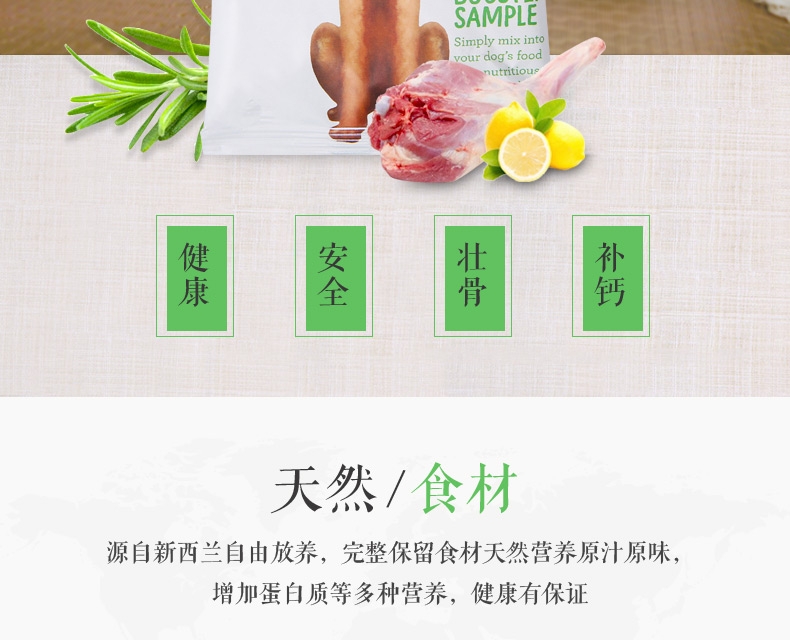 SAMPLE
Simply mix into
your dog's food
nutritious
健康
安全
壮骨
补钙
天然/食材
源自新西兰自由放养，完整保留食材天然营养原汁原味，
增加蛋白质等多种营养，健康有保证